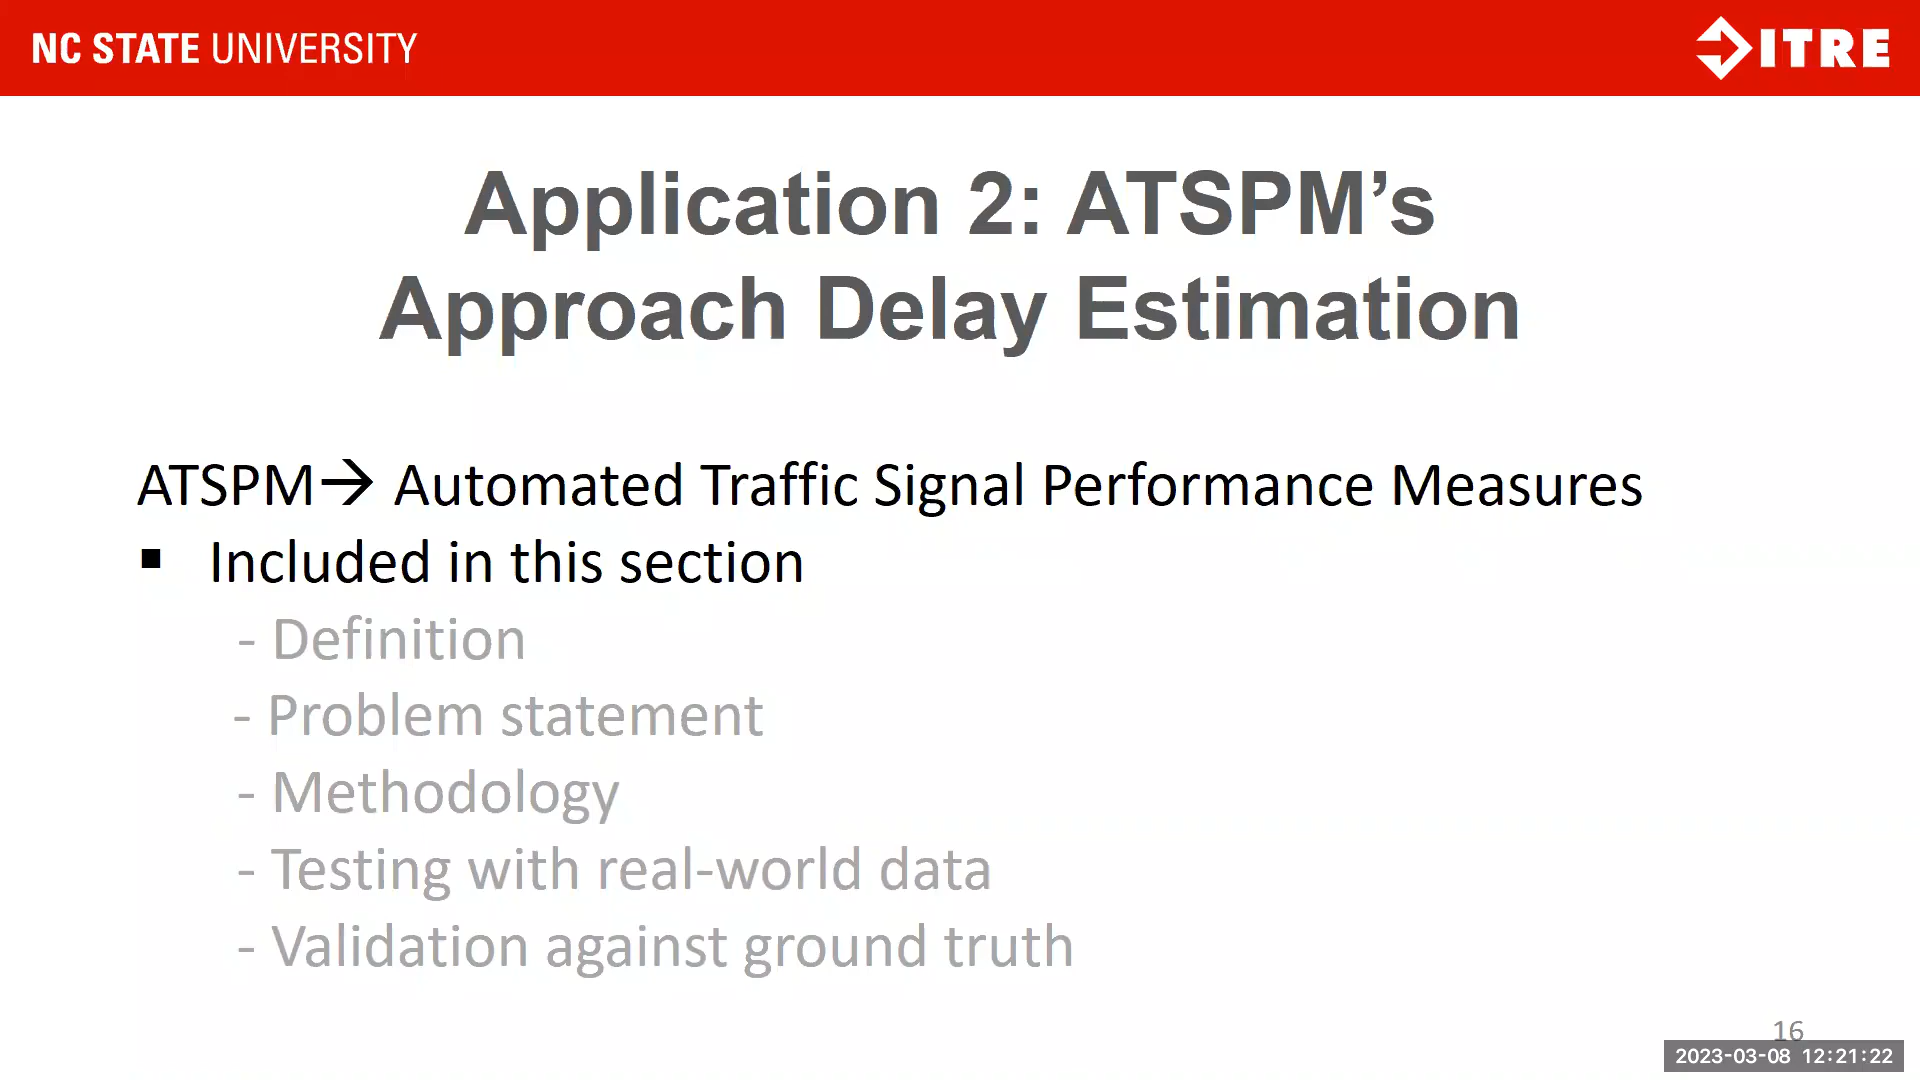 NC STATE UNIVERSITY
ITRE
Application 2: ATSPM’s
Approach Delay Estimation
ATSPM→ Automated Traffic Signal Performance Measures
▪ Included in this section
- Definition
- Problem statement
- Methodology
- Testing with real-world data
- Validation against ground truth
16
2023-03-08 12:21:22